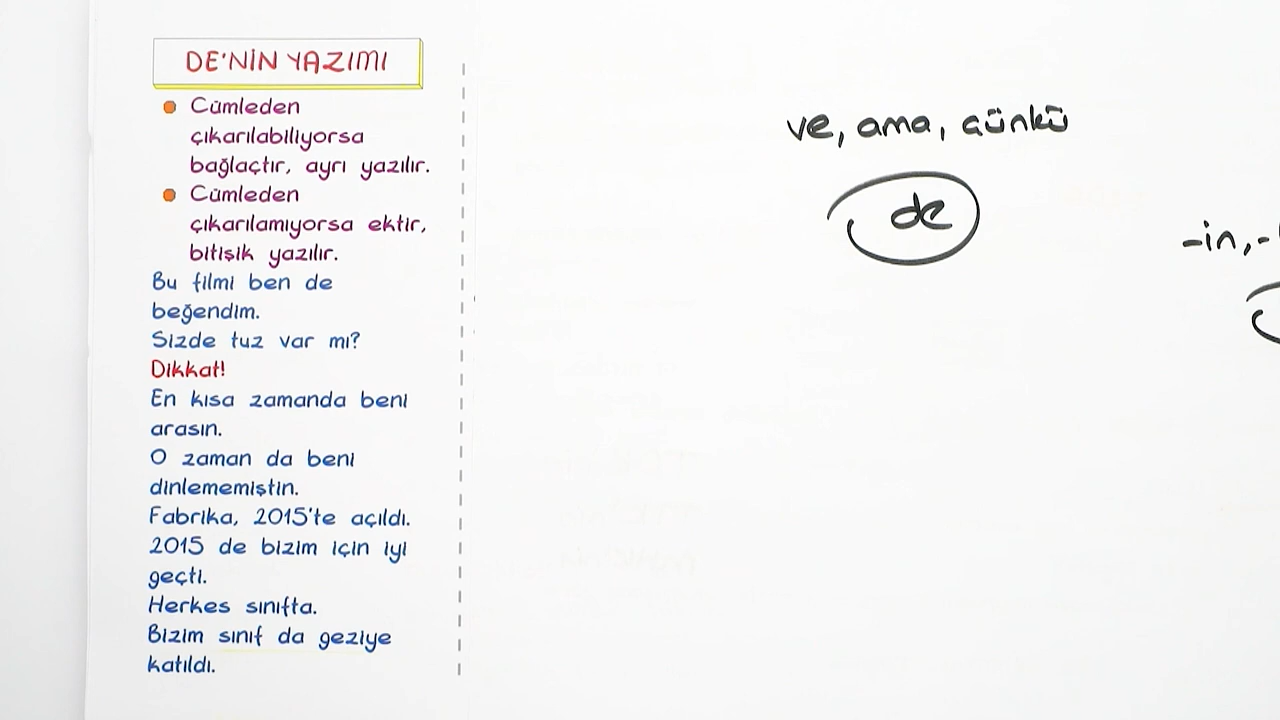 DE'NİN YAZIMI
Cümleden
çıkarılabiliyorsa
bağlaçtır, ayrı yazılır.
Cümleden
çıkarılamıyorsa ektir,
bitişik yazılır.
Bu filmi ben de
beğendim.
Sizde tuz var mı?
Dikkat!
En kısa zamanda beni
arasın.
O zaman da beni
dinlememiştin.
Fabrika, 2015'te açıldı.
2015 de bizim için iyi
geçti.
Herkes sınıfta.
Bizim sınıf da geziye
katıldı.
ve, ama, çünkü
de
-in, -